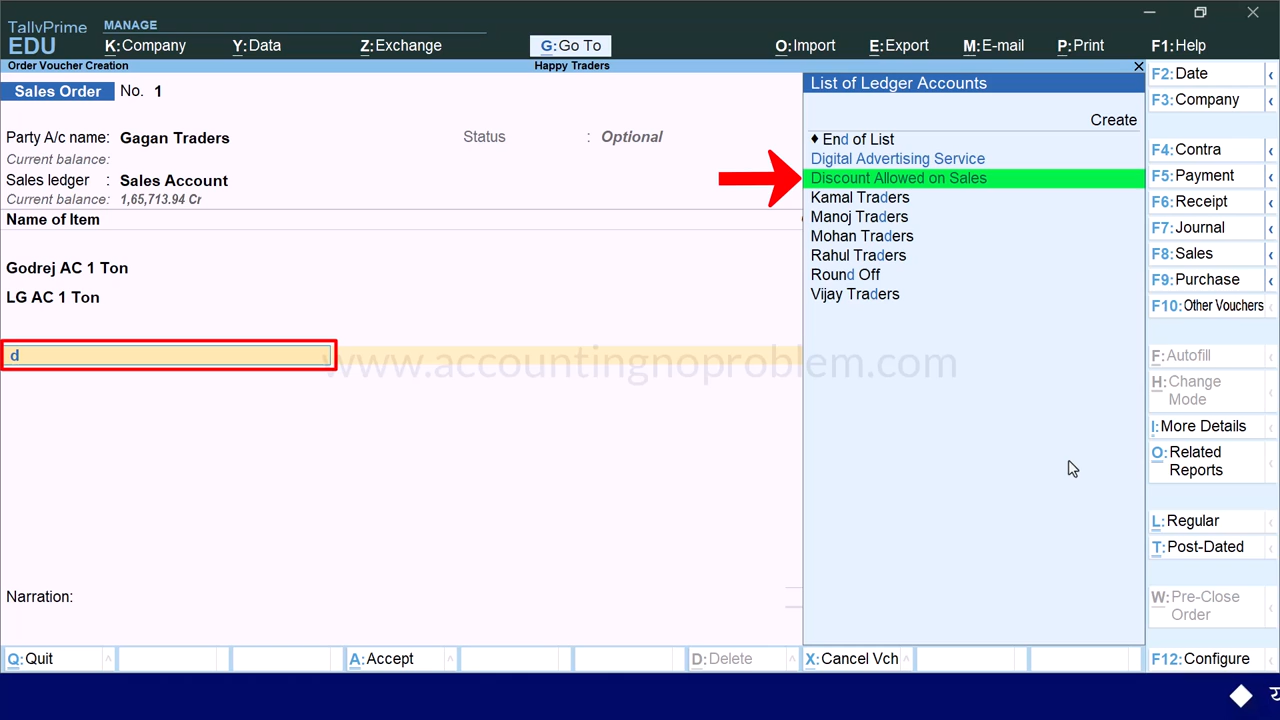 TallyPrime
EDU
MANAGE
K:Company
Y:Data
Z:Exchange
G:Go To
O:Import
E:Export
M:E-mail
P:Print
F1:Help
Order Voucher Creation
Happy Traders
Sales Order No. 1
Party A/c name: Gagan Traders
Status : Optional
Current balance:
Sales ledger : Sales Account
Current balance: 1,65,713.94 Cr
Name of Item
Godrej AC 1 Ton
LG AC 1 Ton
d
www.accountingnoproblem.com
Narration:
List of Ledger Accounts
Create
♦ End of List
Digital Advertising Service
Discount Allowed on Sales
Kamal Traders
Manoj Traders
Mohan Traders
Rahul Traders
Round Off
Vijay Traders
F2:Date
F3:Company
F4:Contra
F5:Payment
F6:Receipt
F7:Journal
F8:Sales
F9:Purchase
F10:Other Vouchers
F:Autofill
H:Change
Mode
I:More Details
O:Related
Reports
L:Regular
T:Post-Dated
W:Pre-Close
Order
Q:Quit
A:Accept
D:Delete
X:Cancel Vch
F12:Configure